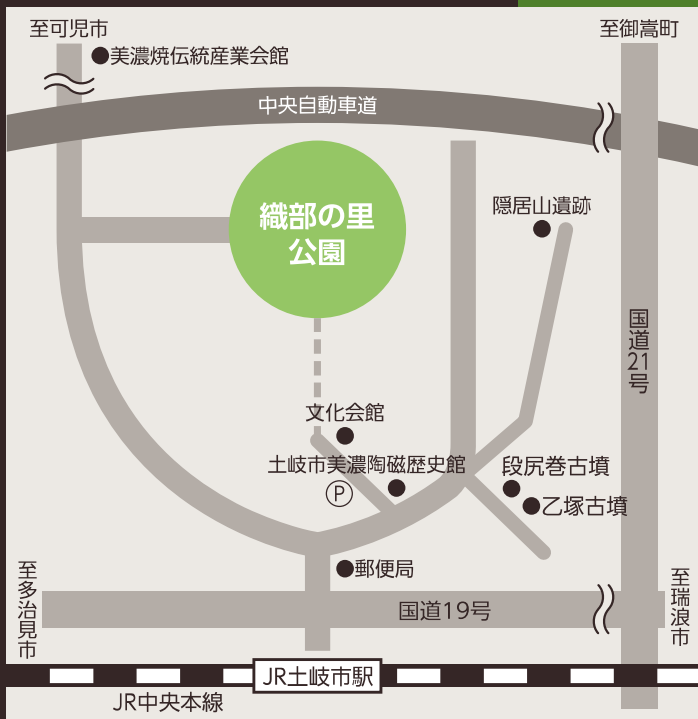 至可児市
至御嵩町
美濃焼伝統産業会館
中央自動車道
織部の里
公園
隠居山遺跡
国道21号
文化会館
土岐市美濃陶磁歴史館
P
段尻巻古墳
乙塚古墳
郵便局
至多治見市
至瑞浪市
国道19号
JR土岐市駅
JR中央本線